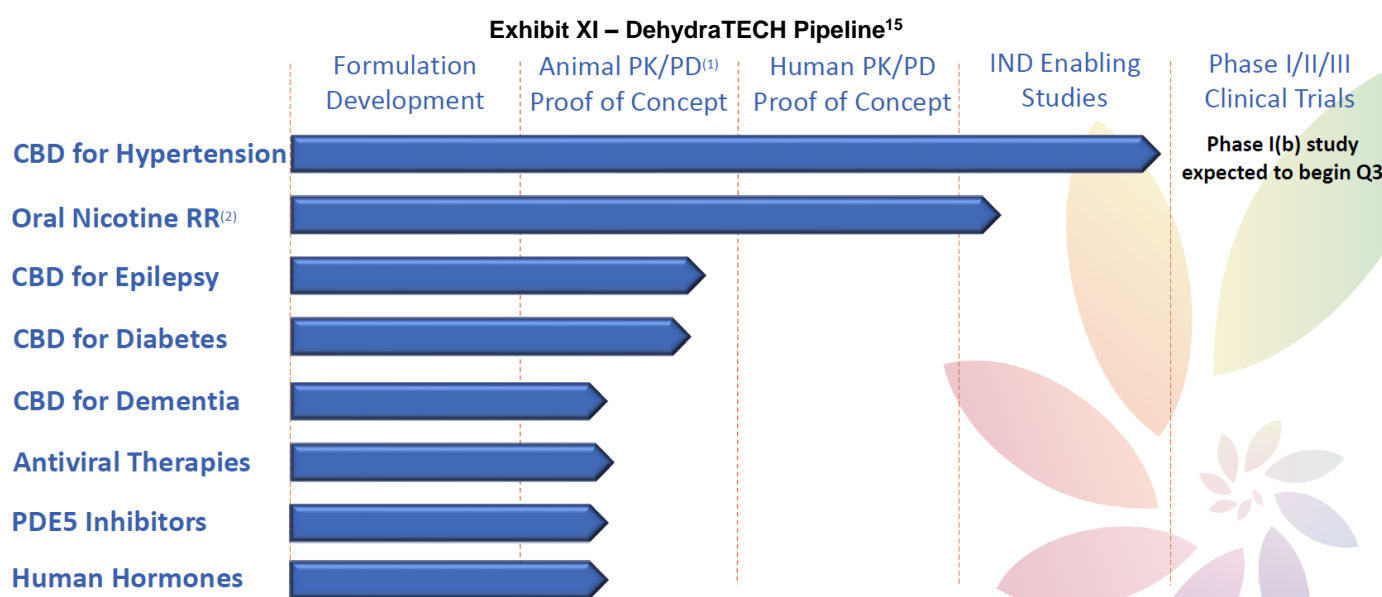 Exhibit XI – DehydraTECH Pipeline15
Formulation
Development
Animal PK/PD(1)
Proof of Concept
Human PK/PD
Proof of Concept
IND Enabling
Studies
Phase I/II/III
Clinical Trials
CBD for Hypertension
Phase I(b) study
expected to begin Q3
Oral Nicotine RR(2)
CBD for Epilepsy
CBD for Diabetes
CBD for Dementia
Antiviral Therapies
PDE5 Inhibitors
Human Hormones